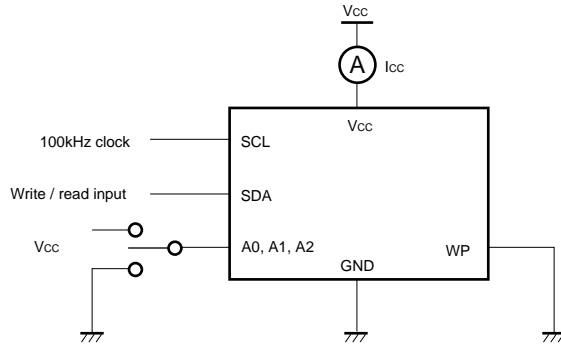 Vcc
A
Icc
Vcc
100kHz clock
SCL
Write / read input
SDA
Vcc
A0, A1, A2
WP
GND